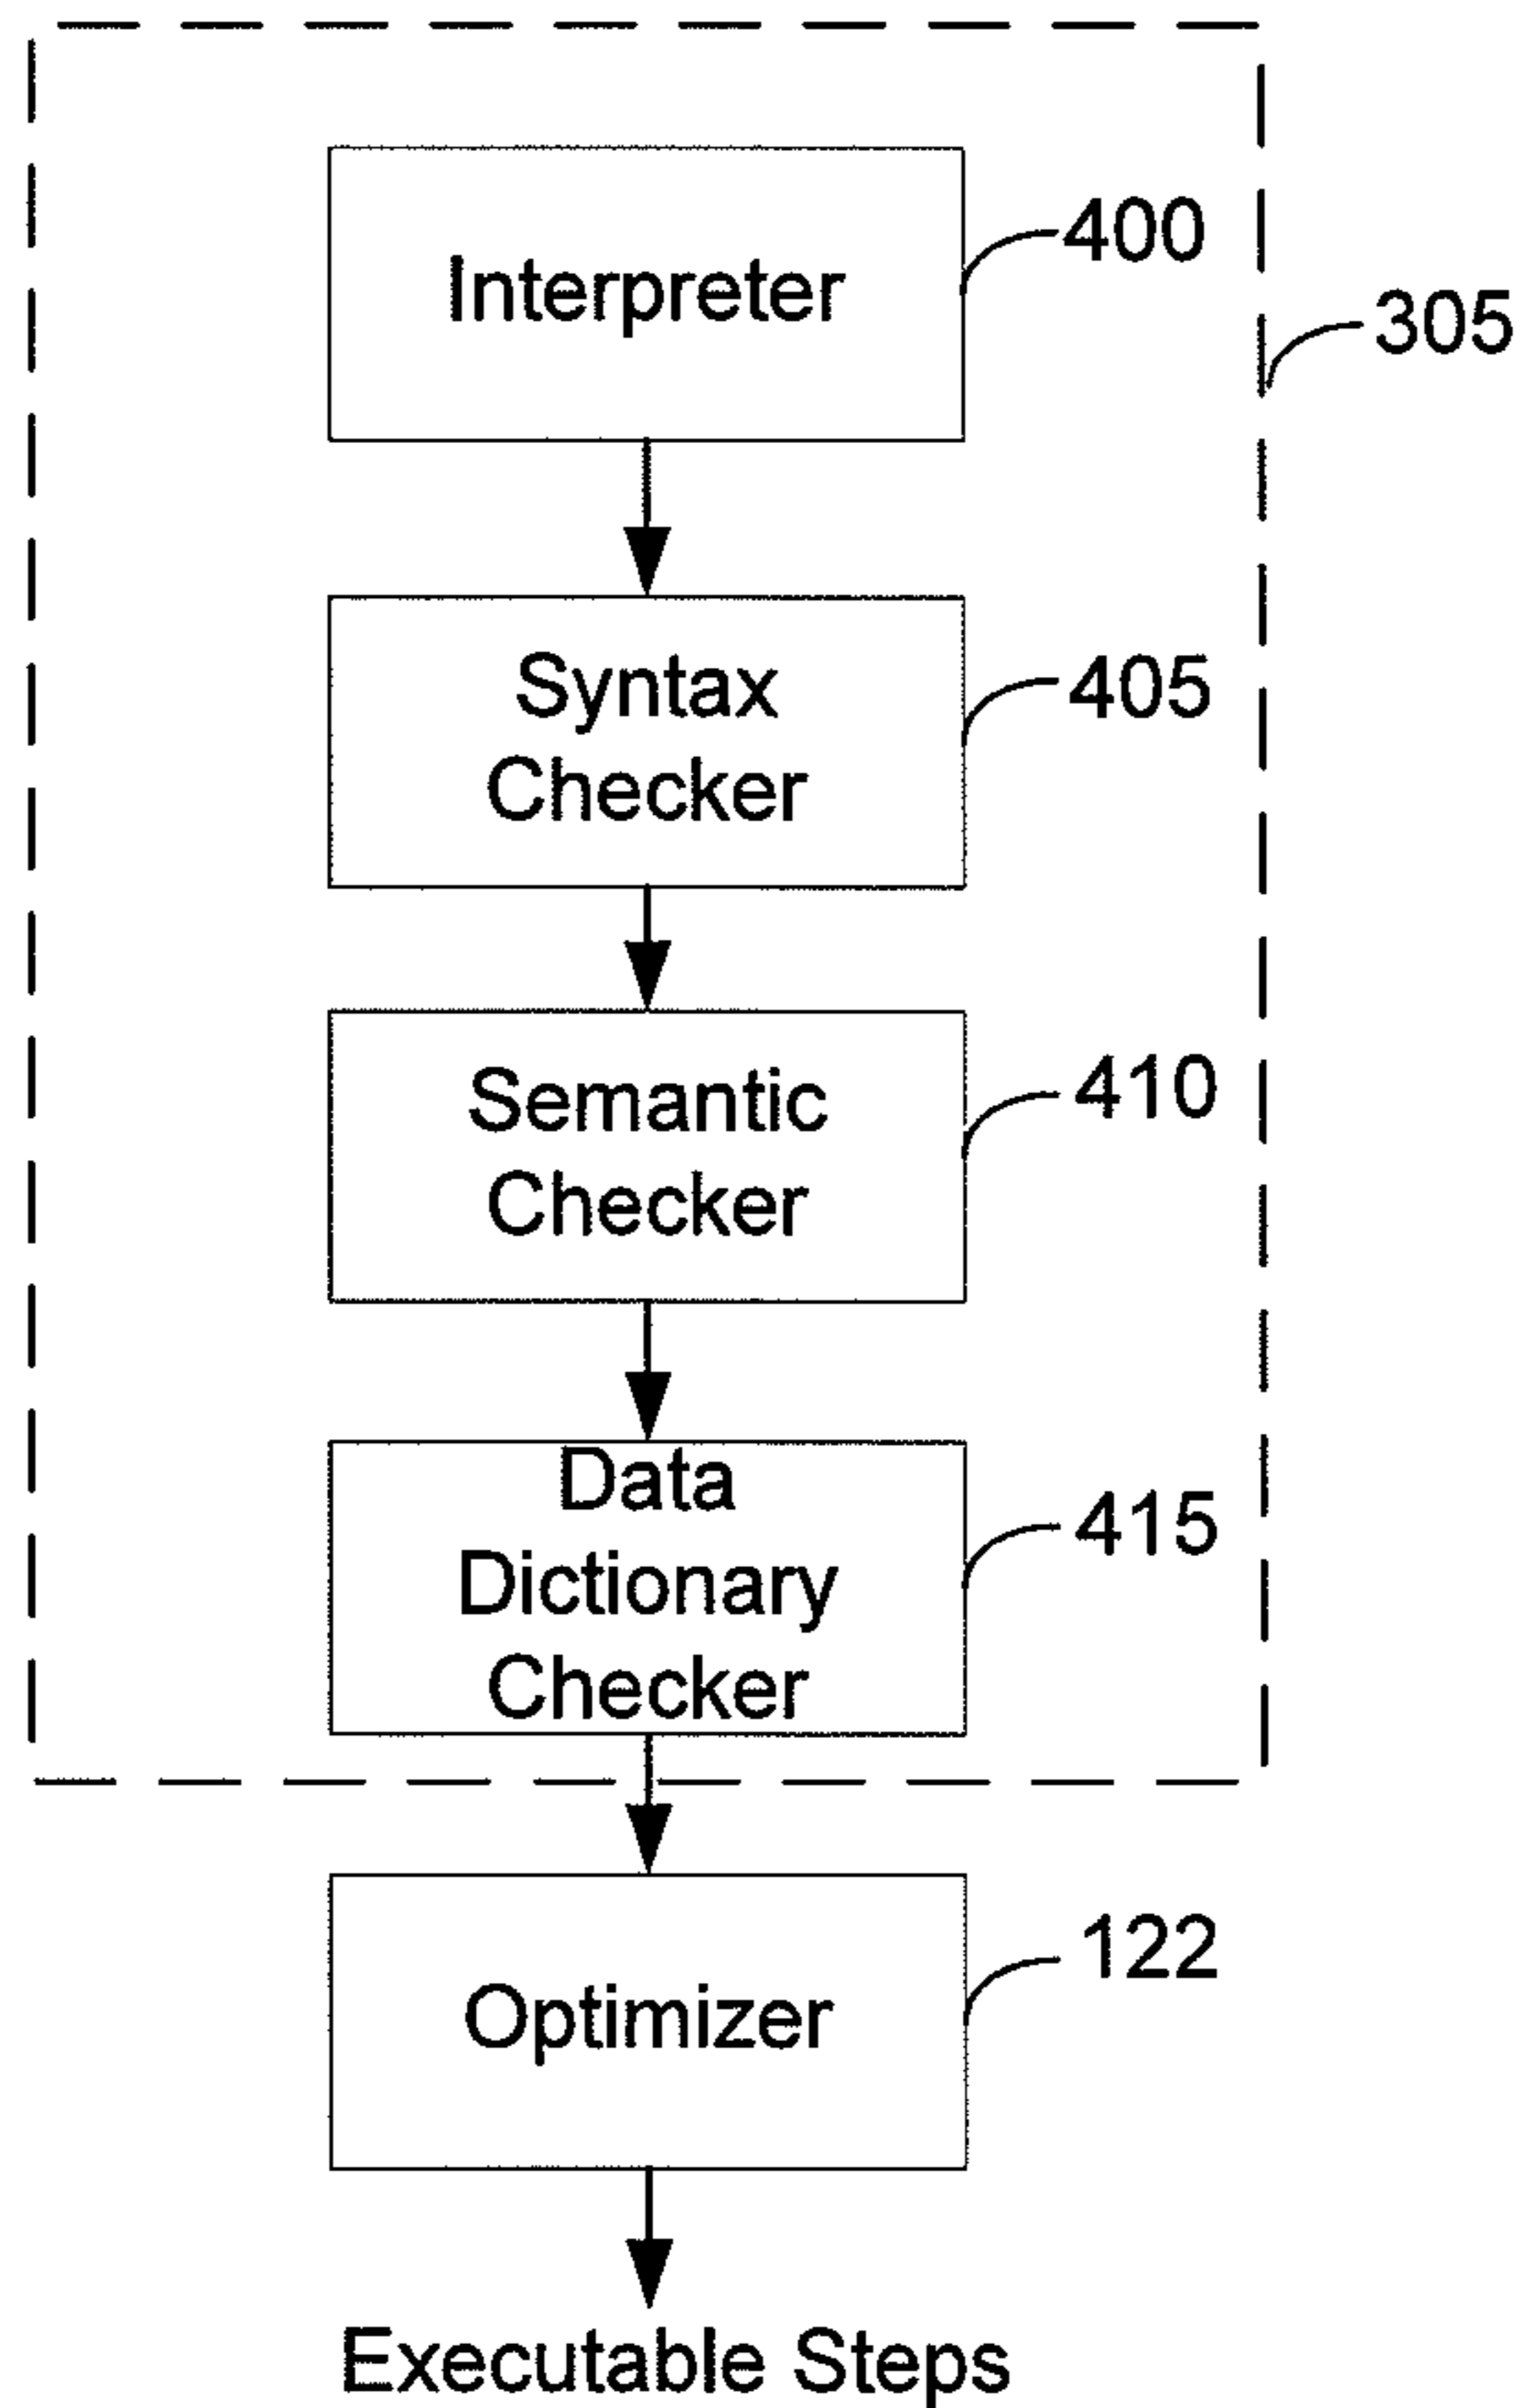 Interpreter
400
305
Syntax
Checker
405
Semantic
Checker
410
Data
Dictionary
Checker
415
Optimizer
122
Executable Steps